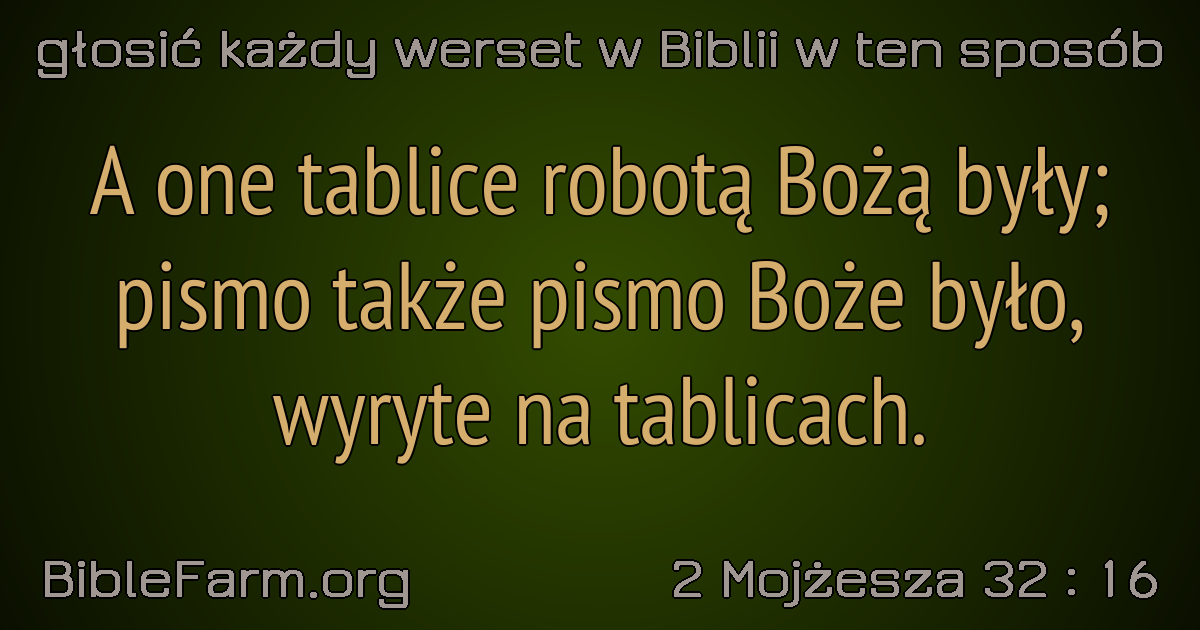 głosić każdy werset w Biblii w ten sposób
A one tablice robotą Bożą były;
pismo także pismo Boże było,
wyryte na tablicach.
BibleFarm.org
2 Mojżesza 32 : 16